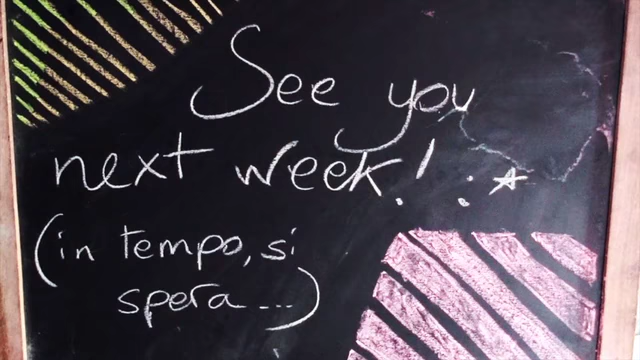 See you
next week! :*
(in tempo, si
spera...)